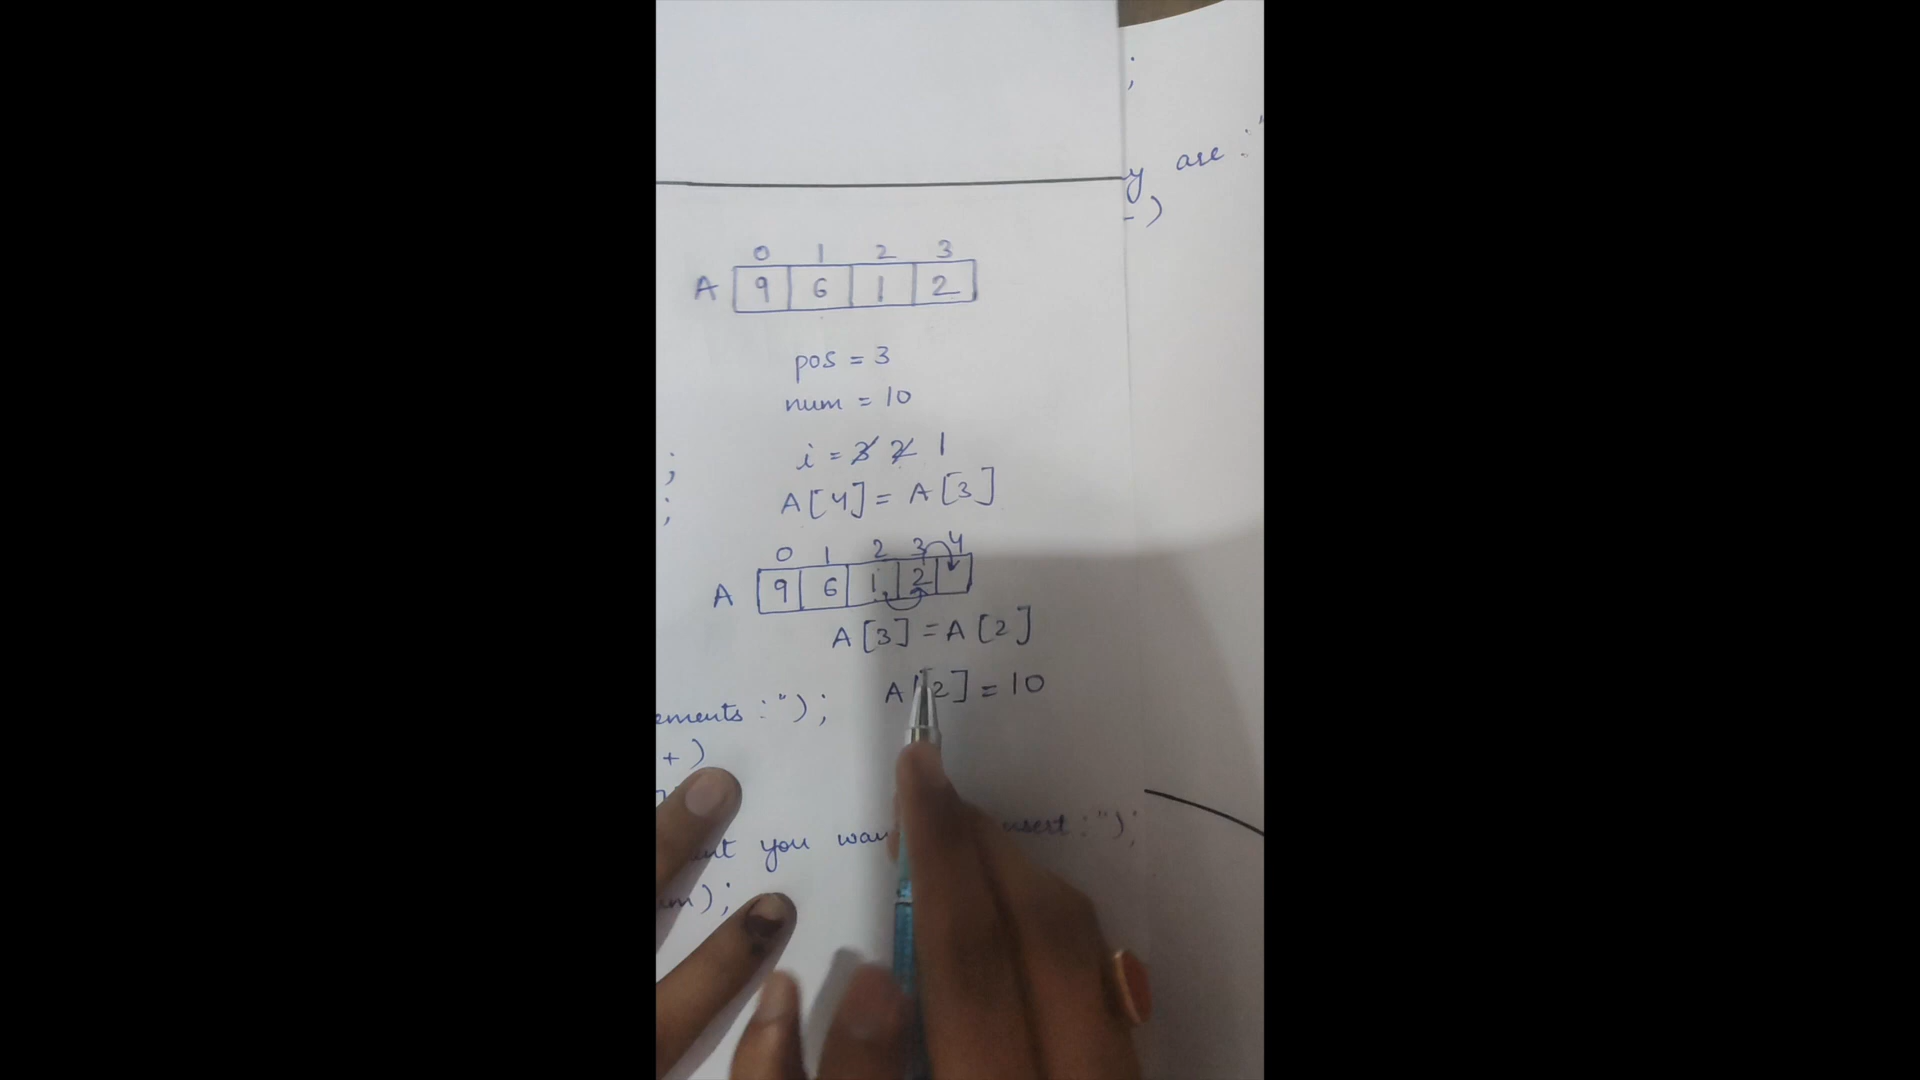 ;
y are : "
- )
0 1 2 3
A 9 6 1 2
pos = 3
num = 10
i = 3 2 1
;
A[4] = A[3]
;
0 1 2 3 4
A 9 6 1 2
A[3] = A[2]
A[2] = 10
ements : ");
+ )
you insert : ");
m);